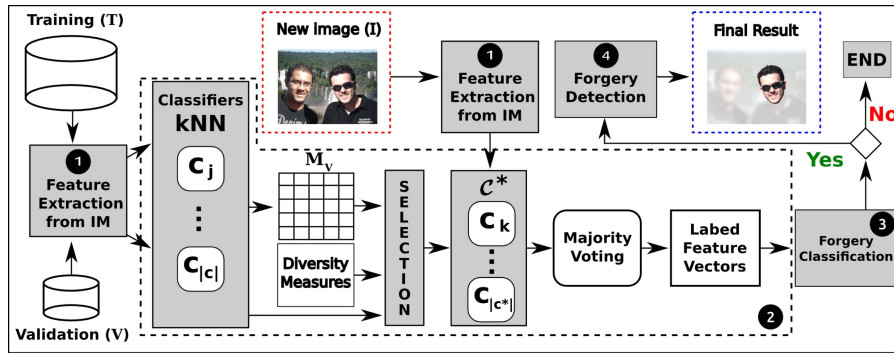 Training (T)
1
Feature
Extraction
from IM
Validation (V)
Classifiers
kNN
C j
C |c|
New image (I)
M V
Diversity
Measures
SELECTION
1
Feature
Extraction
from IM
C*
C k
C |c*|
Majority
Voting
Labed
Feature
Vectors
2
3
Forgery
Classification
Yes
No
END
4
Forgery
Detection
Final Result